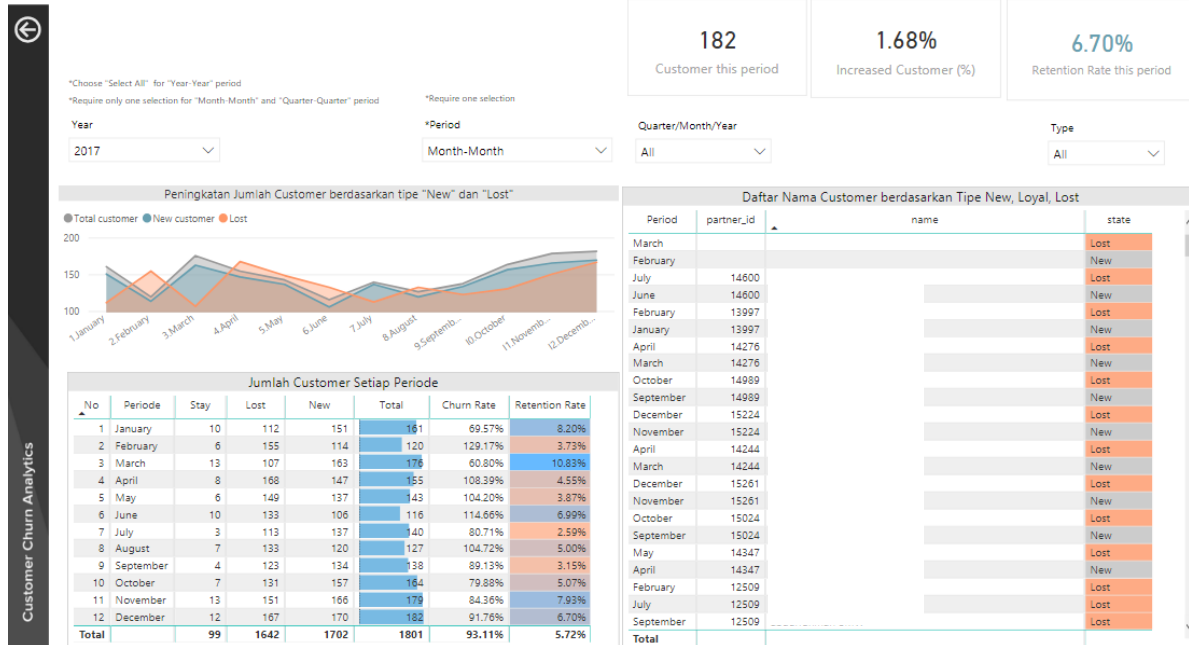 Customer Churn Analytics
182
Customer this period
1.68%
Increased Customer (%)
6.70%
Retention Rate this period
*Choose "Select All" for "Year-Year" period
*Require only one selection for "Month-Month" and "Quarter-Quarter" period
*Require one selection
Year
2017
*Period
Month-Month
Quarter/Month/Year
All
Type
All
Peningkatan Jumlah Customer berdasarkan tipe "New" dan "Lost"
Total customer New customer Lost
200
150
100
1.January 2.February 3.March 4.April 5.May 6.June 7.July 8.August 9.Septemb... 10.October 11.Novemb... 12.Decemb...
Jumlah Customer Setiap Periode
No Periode Stay Lost New Total Churn Rate Retention Rate
1 January 10 112 151 161 69.57% 8.20%
2 February 6 155 114 120 129.17% 3.73%
3 March 13 107 163 176 60.80% 10.83%
4 April 8 168 147 155 108.39% 4.55%
5 May 6 149 137 143 104.20% 3.87%
6 June 10 133 106 116 114.66% 6.99%
7 July 3 113 137 140 80.71% 2.59%
8 August 7 133 120 127 104.72% 5.00%
9 September 4 123 134 138 89.13% 3.15%
10 October 7 131 157 164 79.88% 5.07%
11 November 13 151 166 179 84.36% 7.93%
12 December 12 167 170 182 91.76% 6.70%
Total 99 1642 1702 1801 93.11% 5.72%
Daftar Nama Customer berdasarkan Tipe New, Loyal, Lost
Period partner_id name state
March Lost
February New
July 14600 Lost
June 14600 New
February 13997 Lost
January 13997 New
April 14276 Lost
March 14276 New
October 14989 Lost
September 14989 New
December 15224 Lost
November 15224 New
April 14244 Lost
March 14244 New
December 15261 Lost
November 15261 New
October 15024 Lost
September 15024 New
May 14347 Lost
April 14347 New
February 12509 Lost
July 12509 Lost
September 12509 Lost
Total